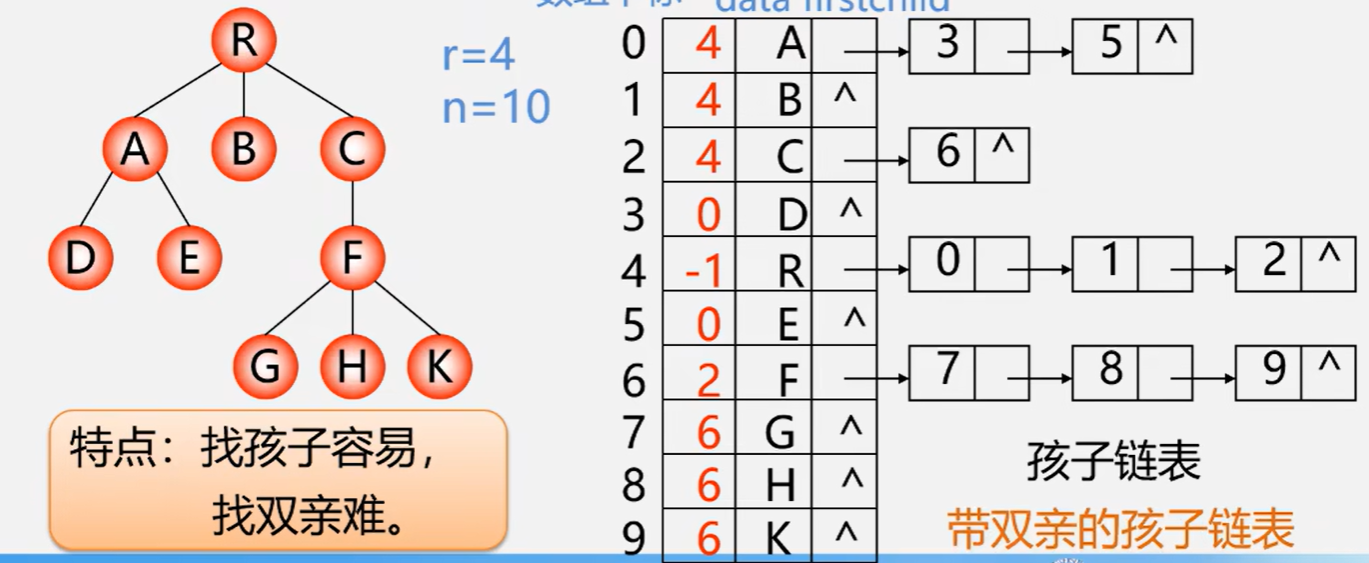 data firstchild
R
A B C
D E F
G H K
r=4
n=10
0 4 A 3 5 ^
1 4 B ^
2 4 C 6 ^
3 0 D ^
4 -1 R 0 1 2 ^
5 0 E ^
6 2 F 7 8 9 ^
7 6 G ^
8 6 H ^
9 6 K ^
特点：找孩子容易，
找双亲难。
孩子链表
带双亲的孩子链表